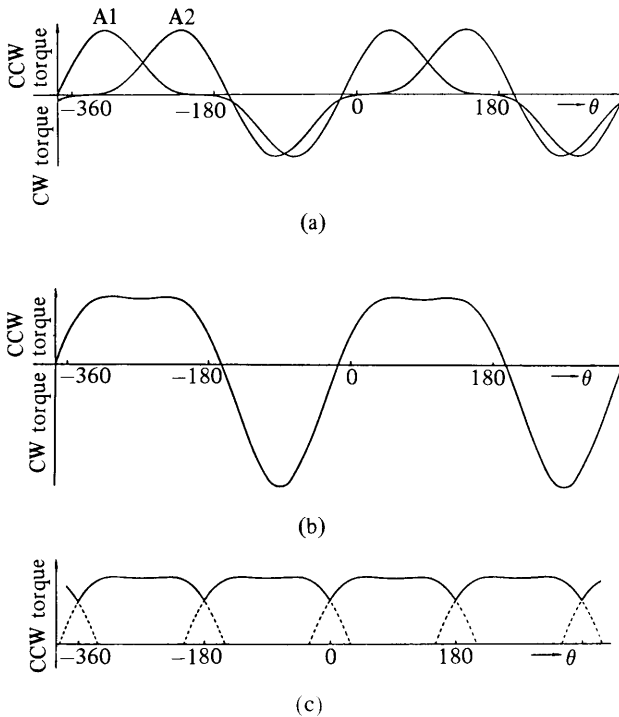 A1 A2
CCW torque
CW torque
−360 −180 0 180 θ
(a)
CCW torque
CW torque
−360 −180 0 180 θ
(b)
CCW torque
−360 −180 0 180 θ
(c)